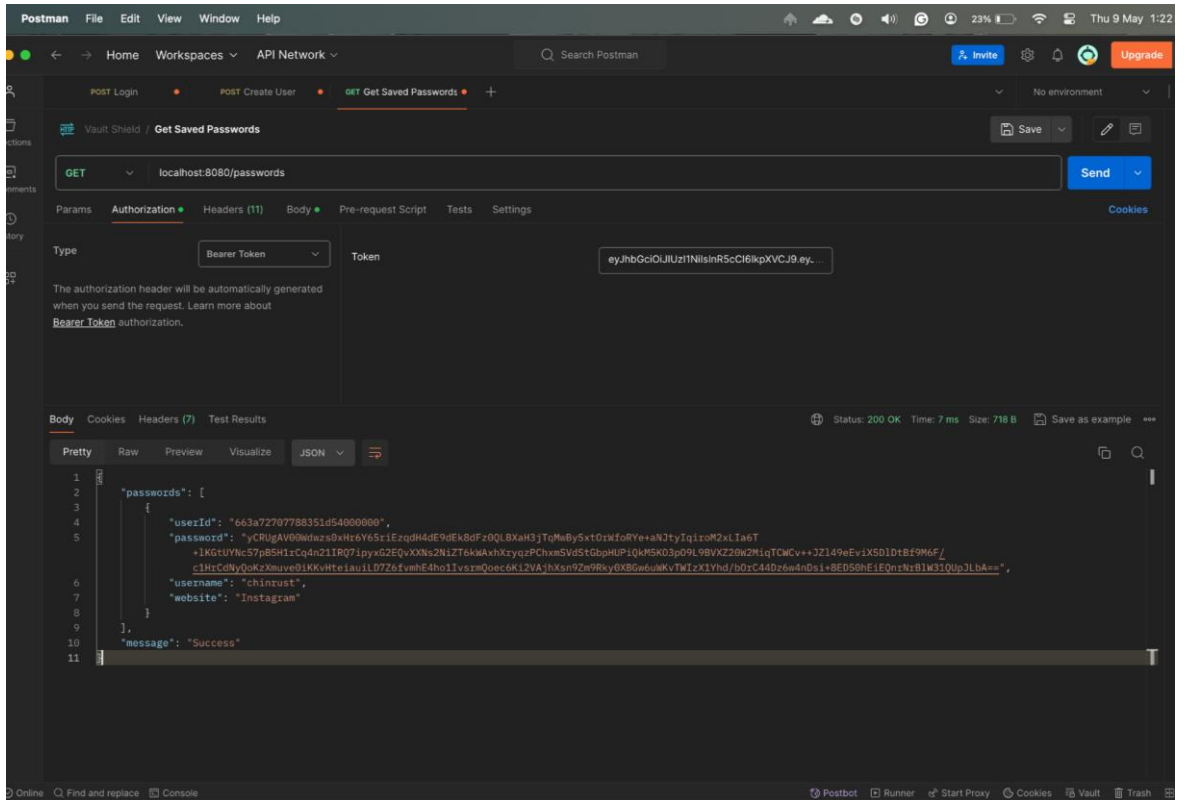 Postman File Edit View Window Help 23% Thu 9 May 1:22
Home Workspaces API Network Search Postman Invite Upgrade
POST Login POST Create User GET Get Saved Passwords No environment
HTTP Vault Shield / Get Saved Passwords Save
GET localhost:8080/passwords Send
Params Authorization Headers (11) Body Pre-request Script Tests Settings Cookies
Type Bearer Token Token
The authorization header will be automatically generated
when you send the request. Learn more about
Bearer Token authorization.
Body Cookies Headers (7) Test Results Status: 200 OK Time: 7 ms Size: 718 B Save as example
Pretty Raw Preview Visualize JSON
1
2 "passwords": [
3 {
4 "userId": "663a72707788351d54000000",
5 "password":
6 "username": "chinrust",
7 "website": "Instagram"
8 }
9 ],
10 "message": "Success"
11
Online Find and replace Console Postbot Runner Start Proxy Cookies Vault Trash